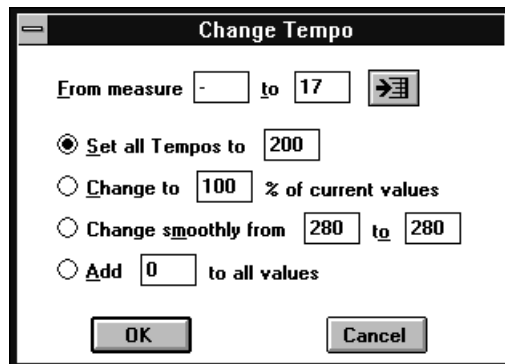 Change Tempo
From measure - to 17
Set all Tempos to 200
Change to 100 % of current values
Change smoothly from 280 to 280
Add 0 to all values
OK Cancel